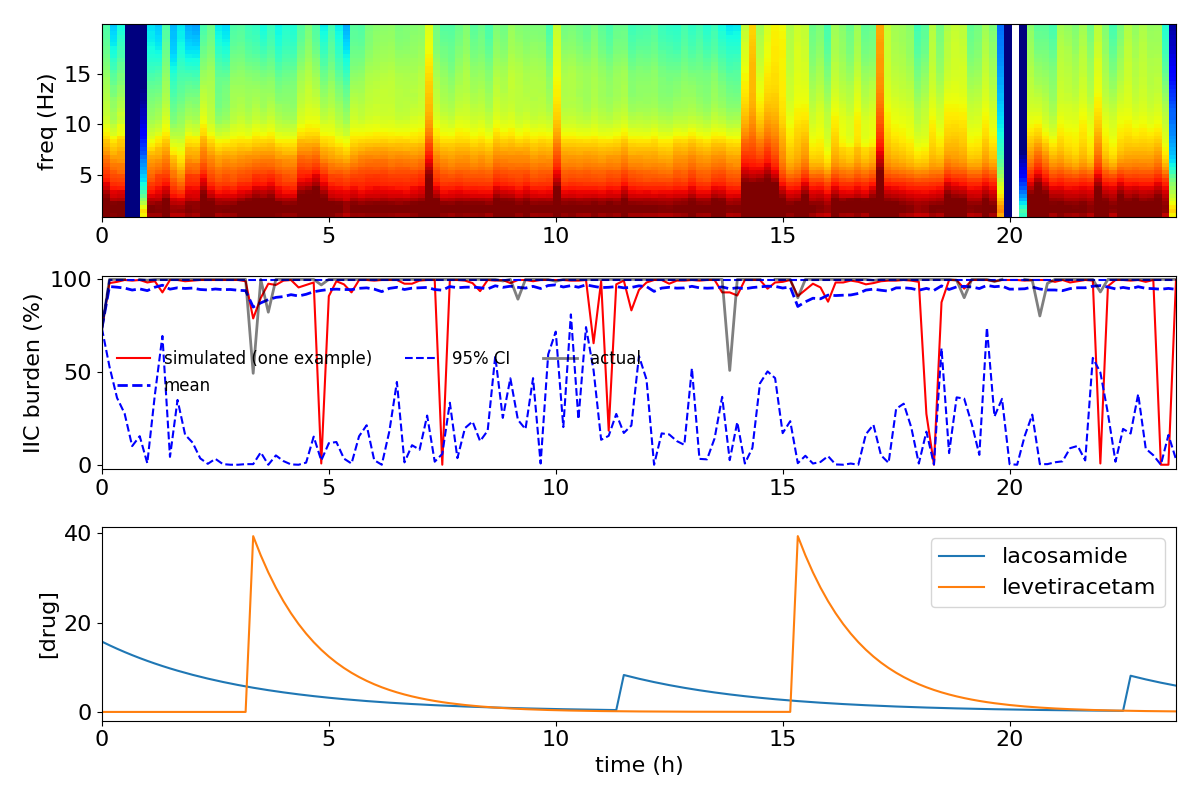 freq (Hz)
15
10
5
0 5 10 15 20
IIC burden (%)
100
50
0
simulated (one example) 95% CI actual
mean
0 5 10 15 20
[drug]
40
20
0
lacosamide
levetiracetam
0 5 10 15 20
time (h)